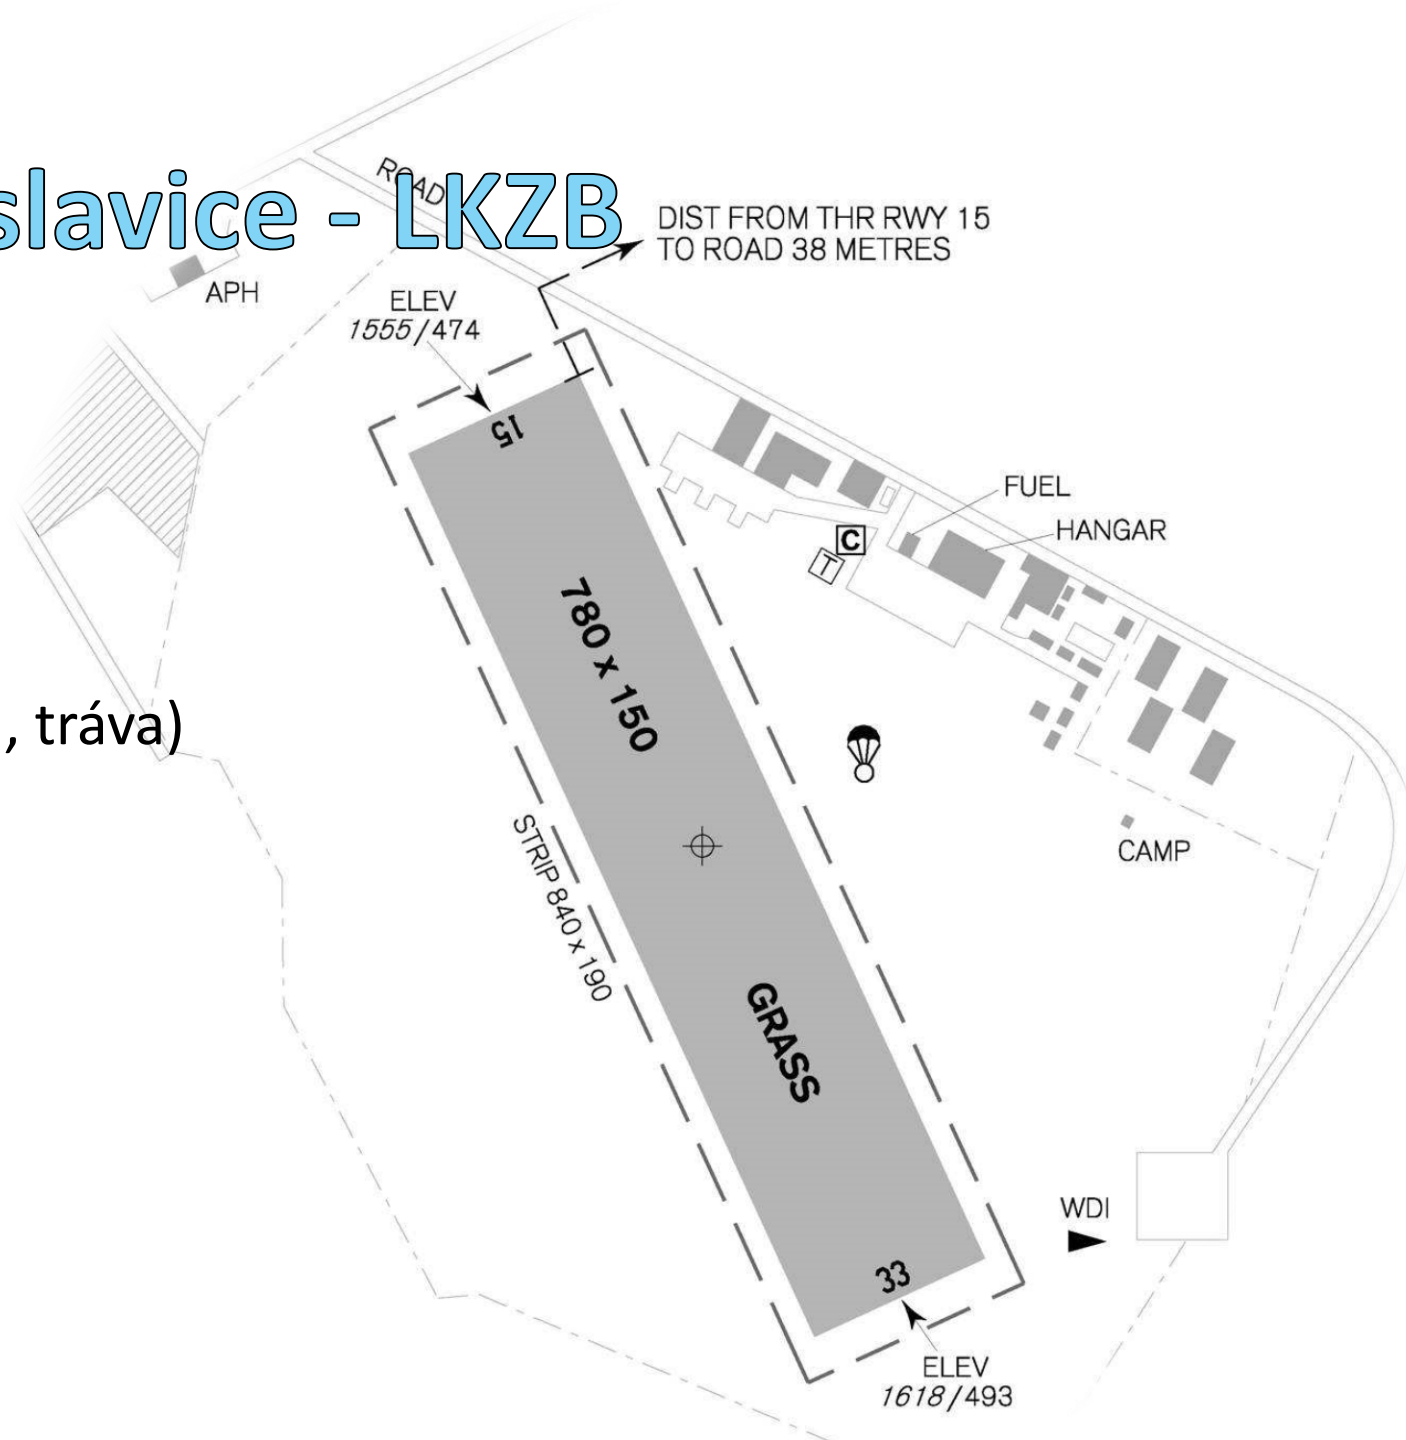 ROAD
slavice - LKZB
DIST FROM THR RWY 15
TO ROAD 38 METRES
APH
ELEV
1555/474
15
FUEL
HANGAR
C
T
780 x 150
, tráva)
STRIP 840 x 190
CAMP
GRASS
WDI
33
ELEV
1618/493